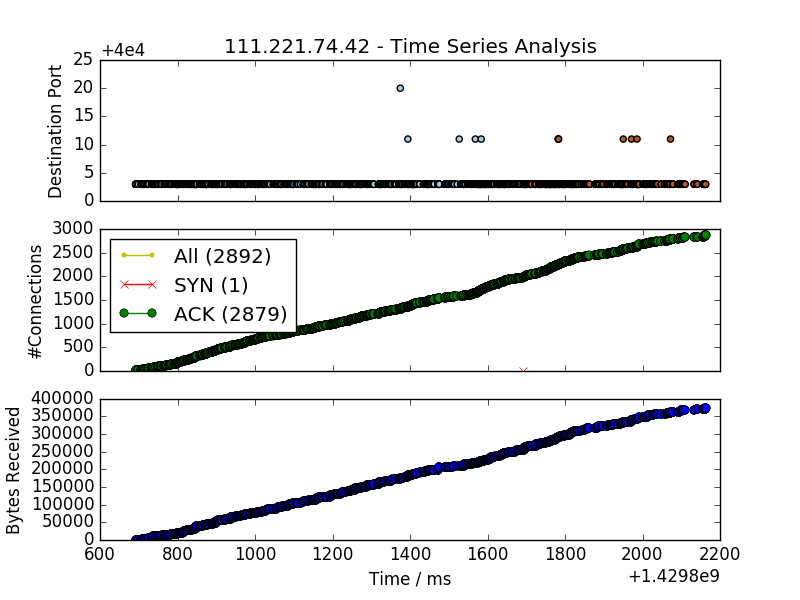 111.221.74.42 - Time Series Analysis
+4e4
Destination Port
25
20
15
10
5
0
#Connections
3000
2500
2000
1500
1000
500
0
All (2892)
SYN (1)
ACK (2879)
Bytes Received
400000
350000
300000
250000
200000
150000
100000
50000
0
600 800 1000 1200 1400 1600 1800 2000 2200
Time / ms
+1.4298e9